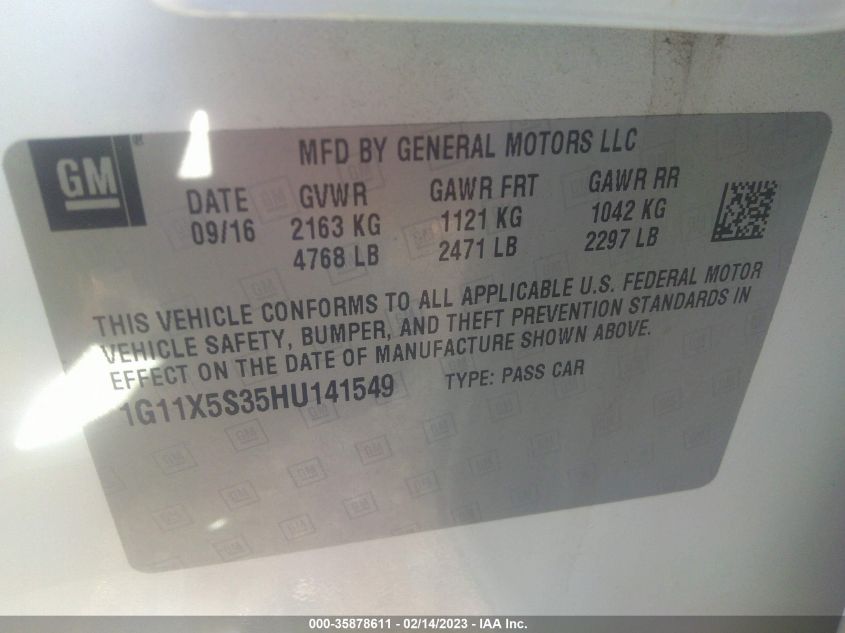 GM
MFD BY GENERAL MOTORS LLC
DATE GVWR GAWR FRT GAWR RR
09/16 2163 KG 1121 KG 1042 KG
4768 LB 2471 LB 2297 LB
THIS VEHICLE CONFORMS TO ALL APPLICABLE U.S. FEDERAL MOTOR
VEHICLE SAFETY, BUMPER, AND THEFT PREVENTION STANDARDS IN
EFFECT ON THE DATE OF MANUFACTURE SHOWN ABOVE.
1G11X5S35HU141549 TYPE: PASS CAR
000-35878611 - 02/14/2023 - IAA Inc.